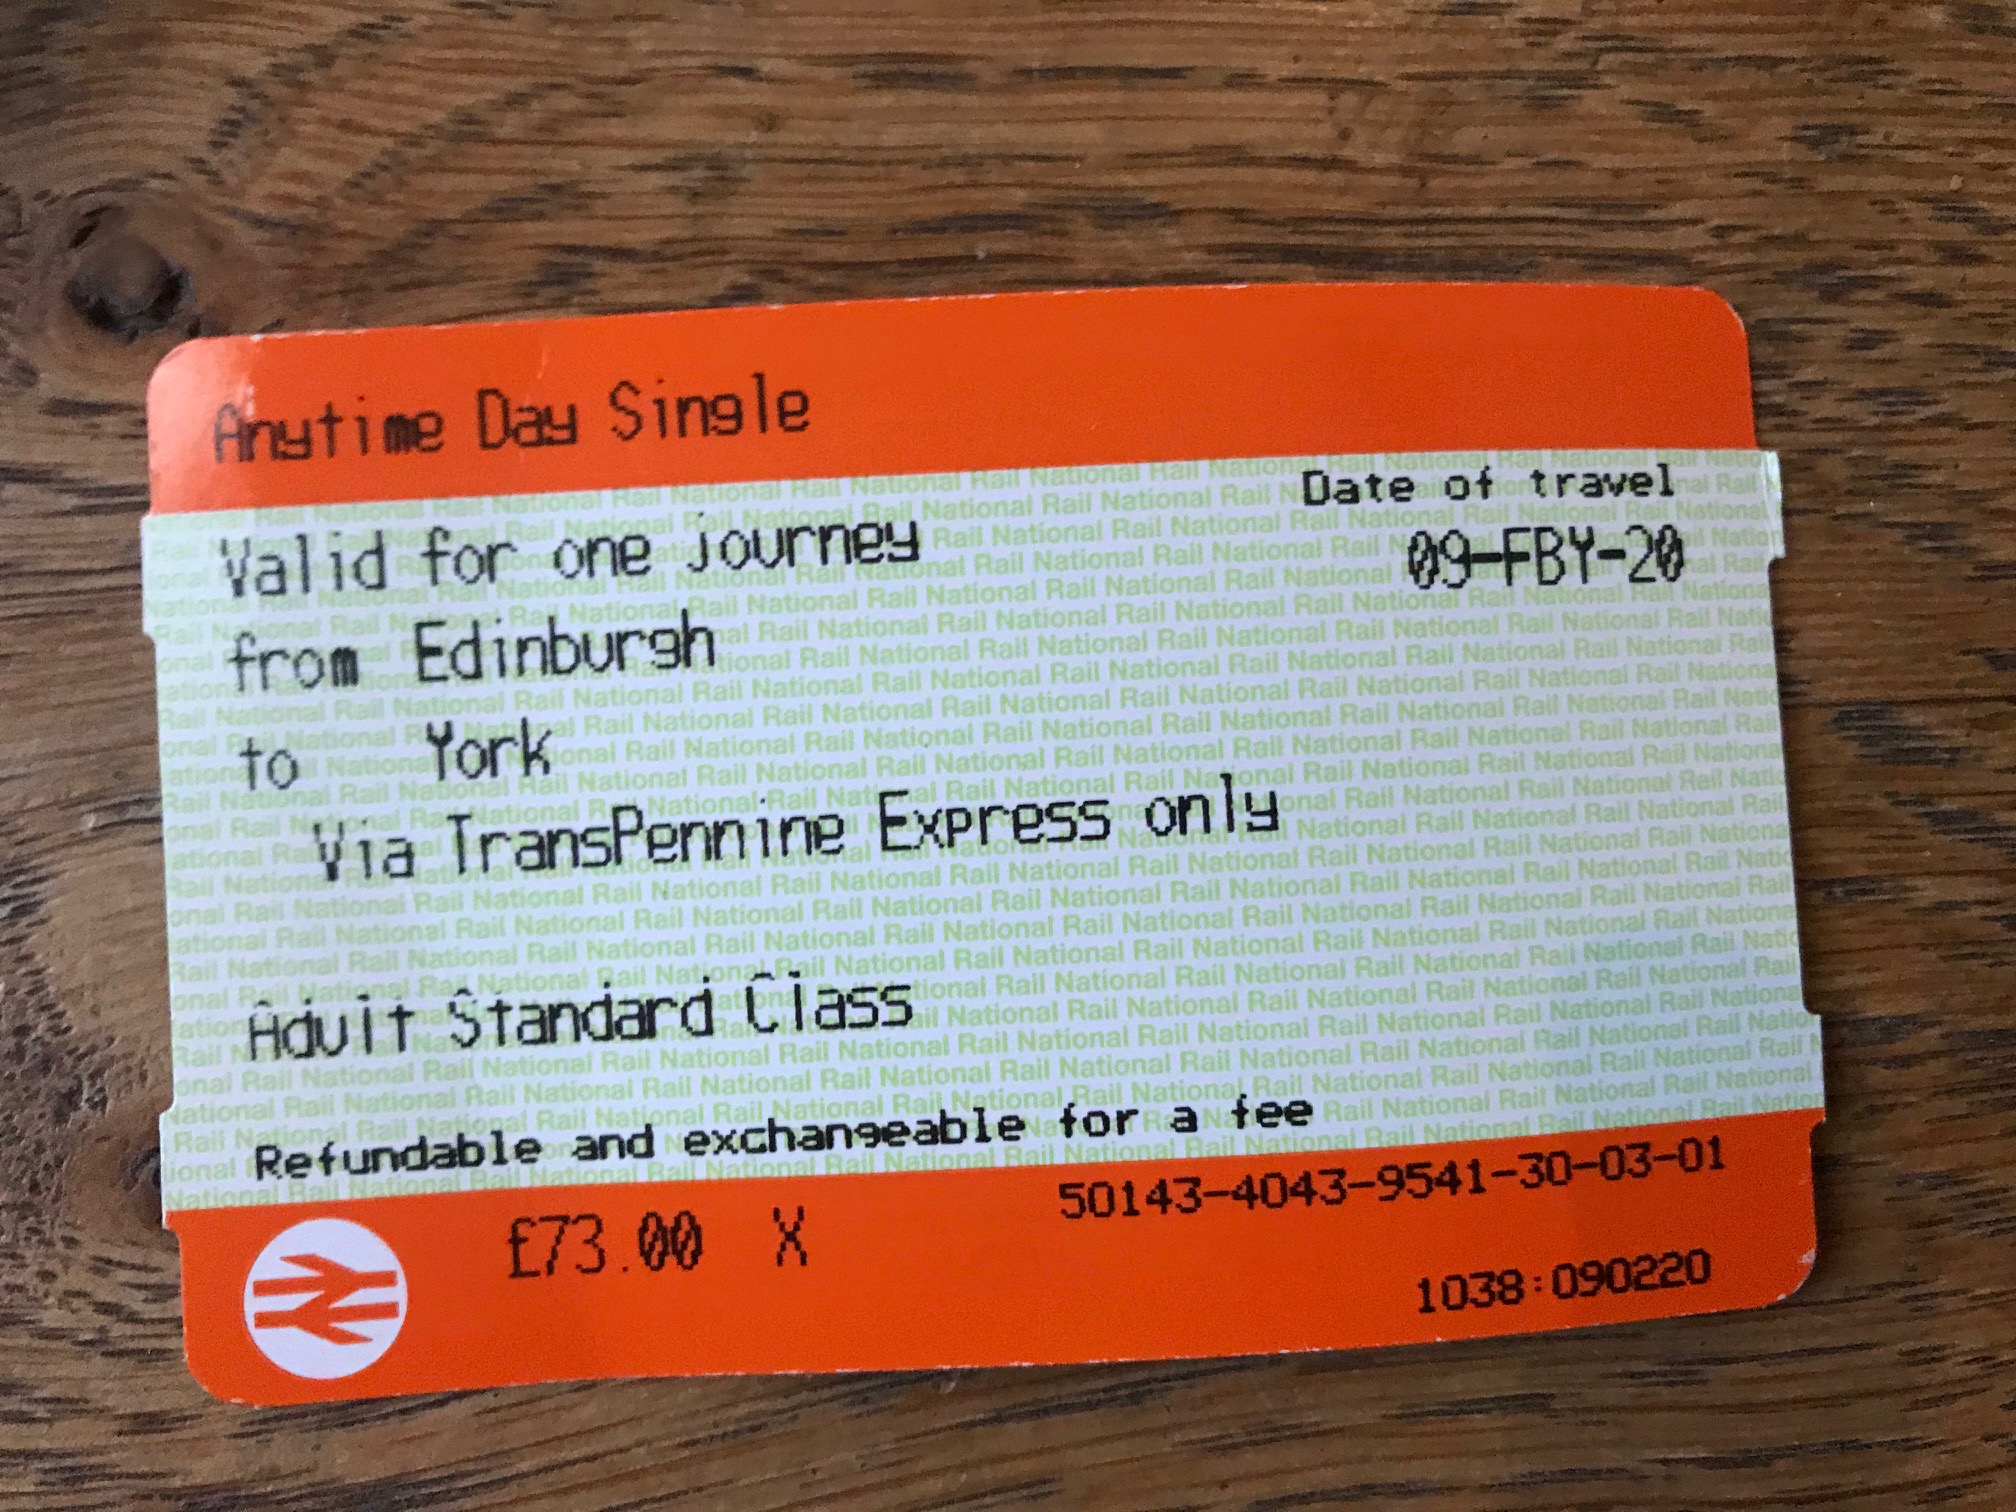 Anytime Day Single
Date of travel
Valid for one journey
09-FBY-20
from Edinburgh
to York
Via TransPennine Express only
Adult Standard Class
Refundable and exchangeable for a fee
50143-4043-9541-30-03-01
£73.00 X
1038:090220